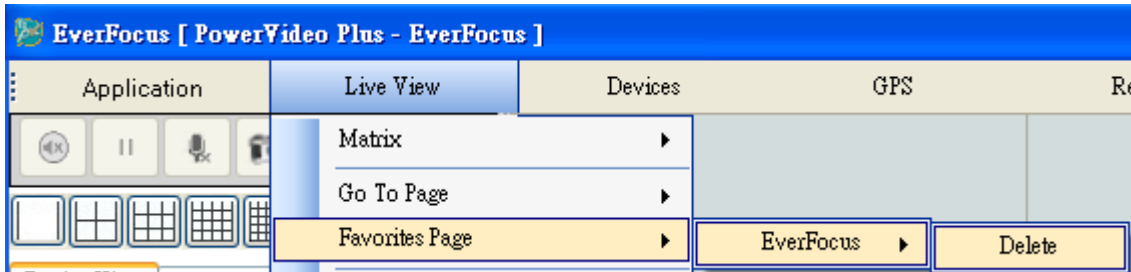 EverFocus [ PowerVideo Plus - EverFocus ]
Application Live View Devices GPS
Matrix
Go To Page
Favorites Page EverFocus Delete